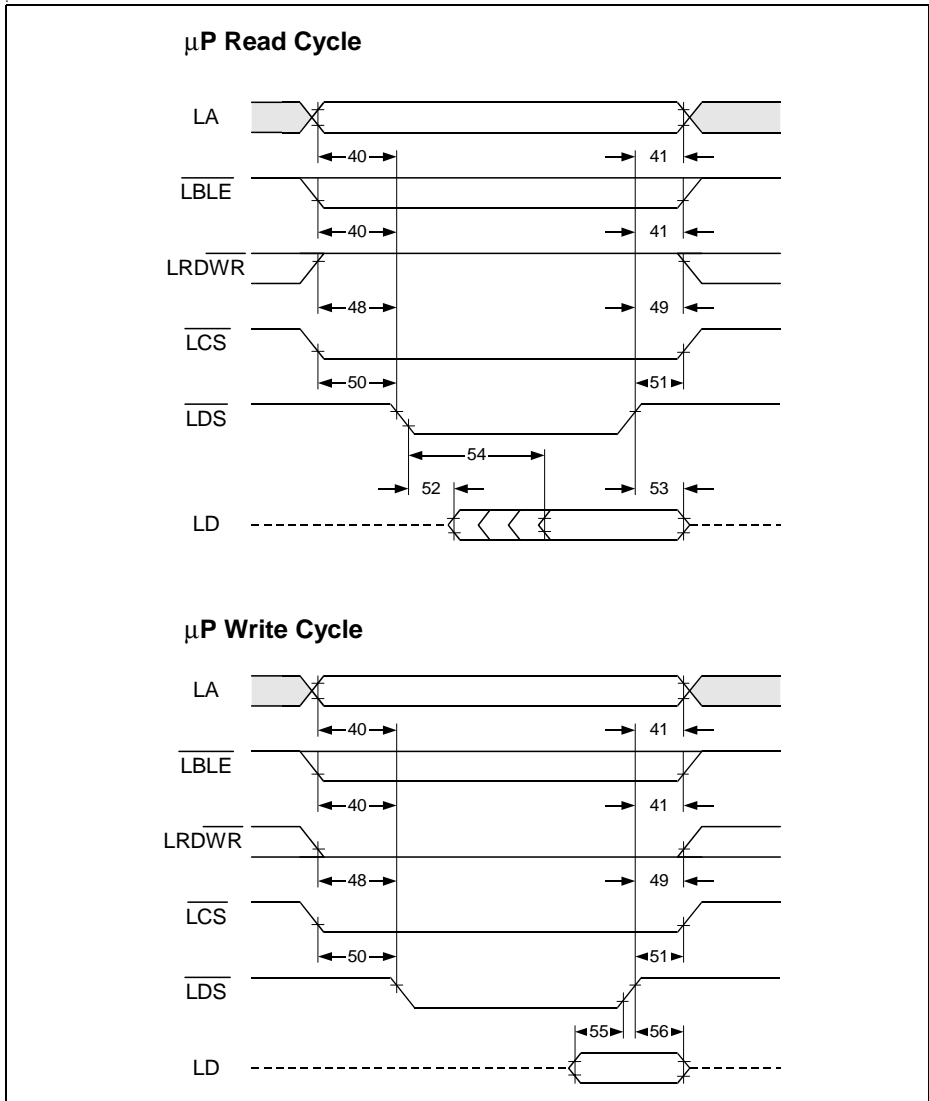 μP Read Cycle
LA
40 41
LBLE
40 41
LRDWR
48 49
LCS
50 51
LDS
54
52 53
LD
μP Write Cycle
LA
40 41
LBLE
40 41
LRDWR
48 49
LCS
50 51
LDS
55 56
LD